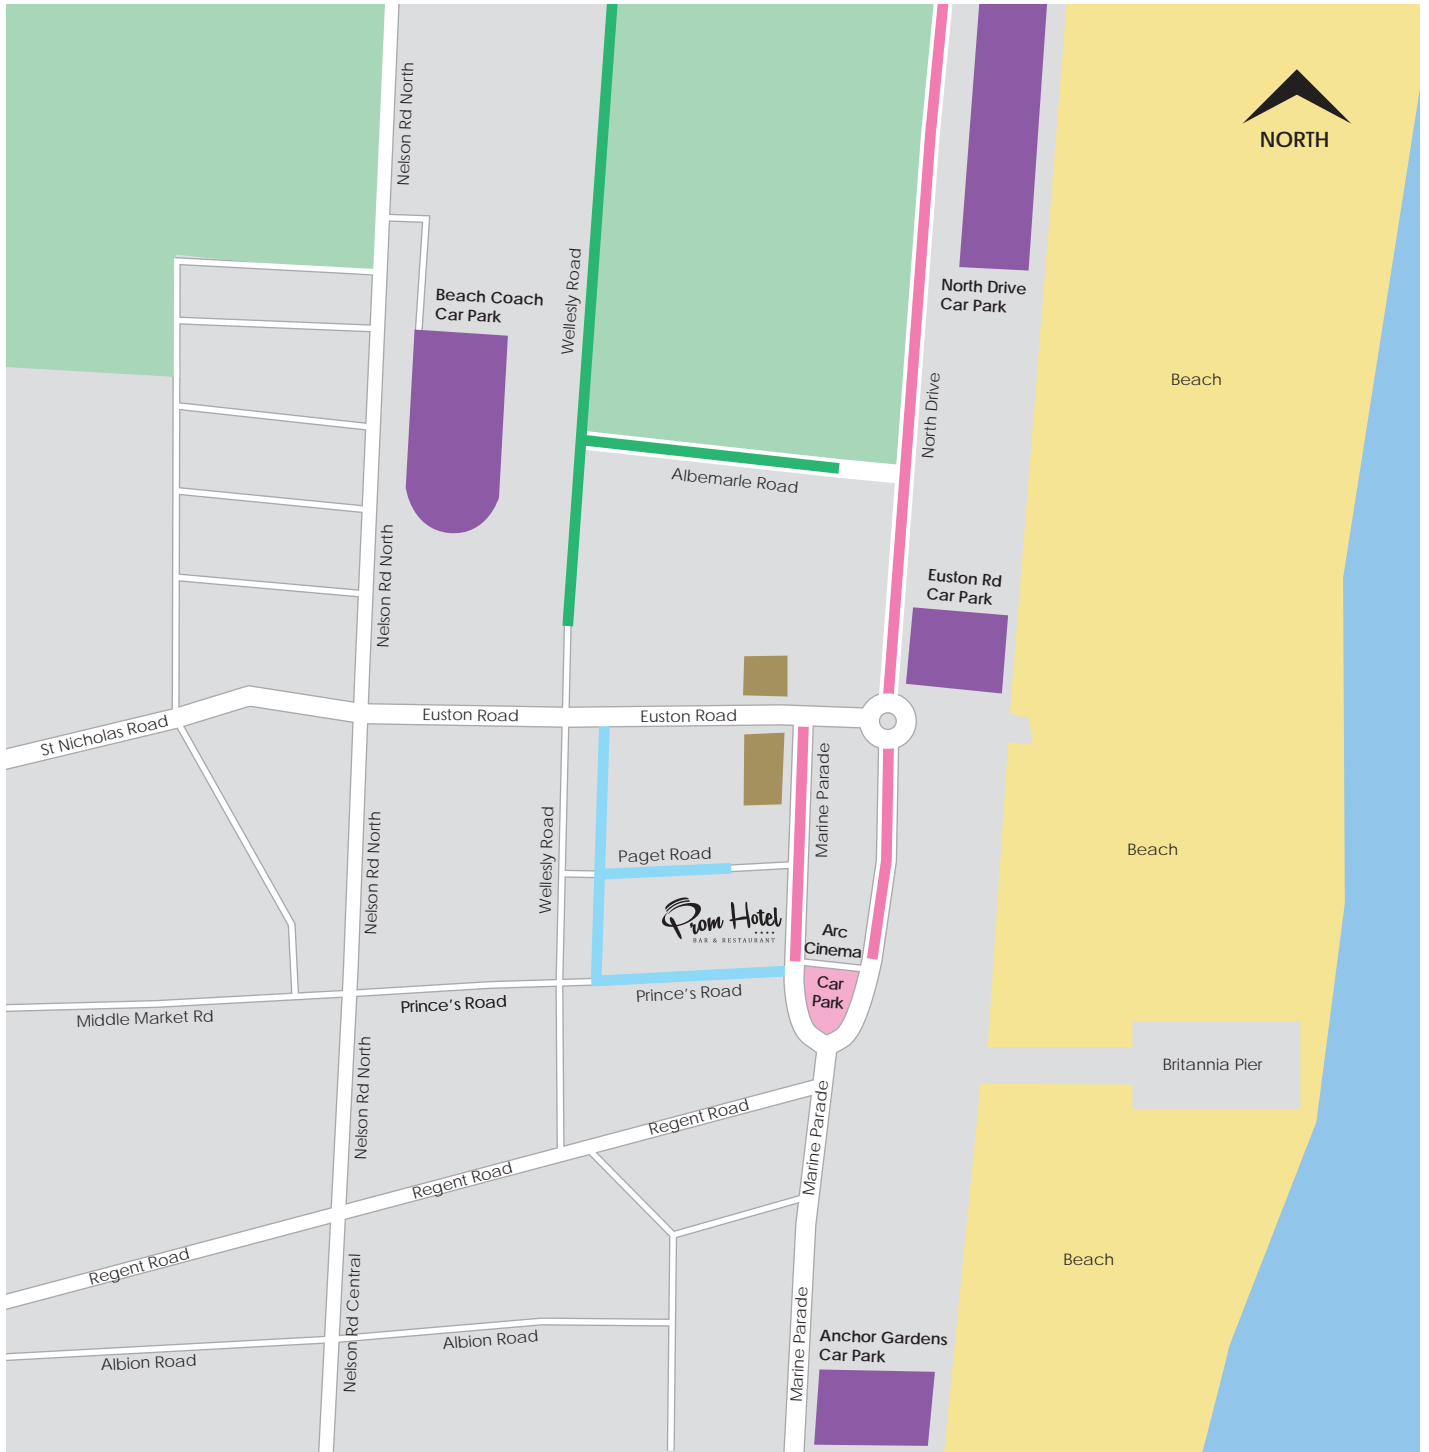 Nelson Rd North
NORTH
Wellesly Road
Beach Coach
Car Park
North Drive
Car Park
Beach
North Drive
Albemarle Road
Nelson Rd North
Euston Rd
Car Park
St Nicholas Road
Euston Road
Euston Road
Marine Parade
Wellesly Road
Nelson Rd North
Paget Road
Beach
Prom Hotel
BAR & RESTAURANT
Arc
Cinema
Car
Park
Prince's Road
Prince's Road
Middle Market Rd
Nelson Rd North
Britannia Pier
Regent Road
Marine Parade
Regent Road
Regent Road
Beach
Nelson Rd Central
Marine Parade
Albion Road
Albion Road
Anchor Gardens
Car Park